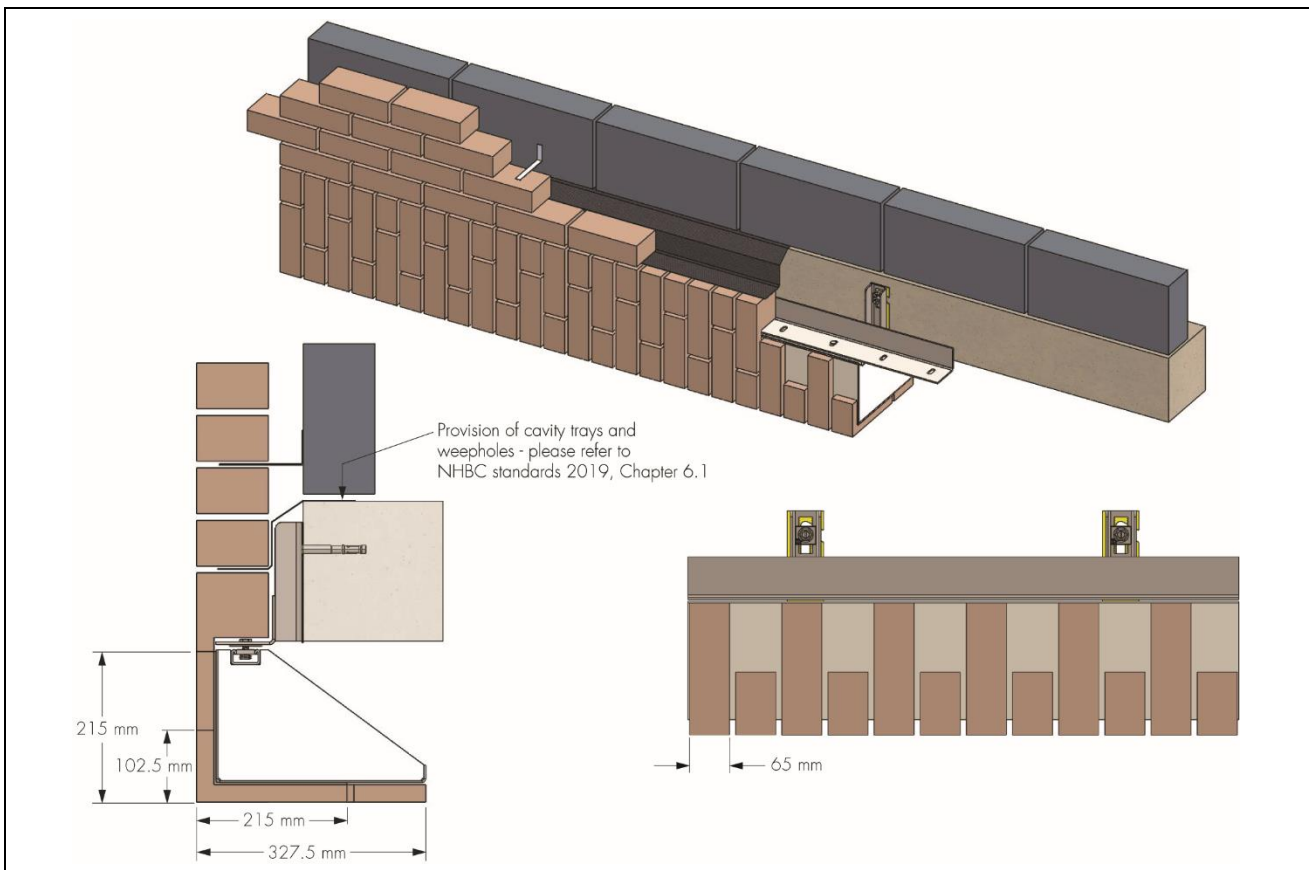 Provision of cavity trays and
weepholes - please refer to
NHBC standards 2019, Chapter 6.1
215 mm
102.5 mm
215 mm
327.5 mm
65 mm